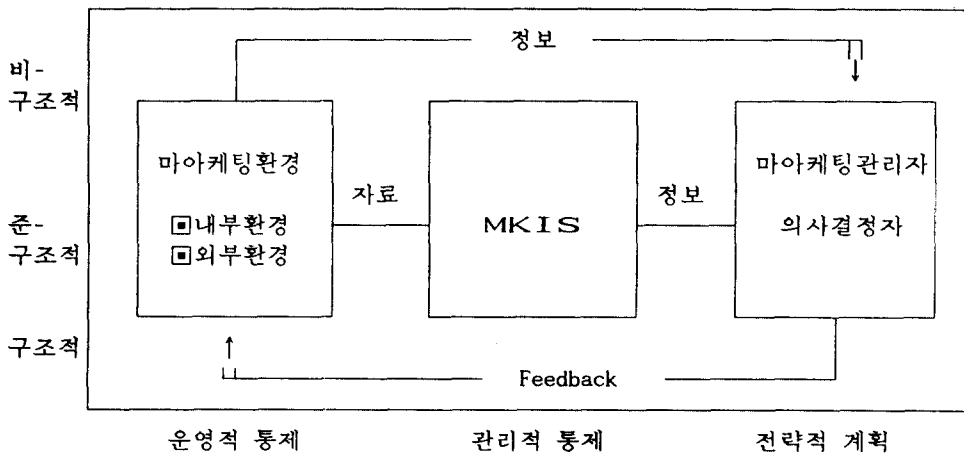 정보
비-
구조적
마아케팅환경
▣내부환경
▣외부환경
자료
MKIS
정보
마아케팅관리자
의사결정자
준-
구조적
구조적
Feedback
운영적 통제
관리적 통제
전략적 계획